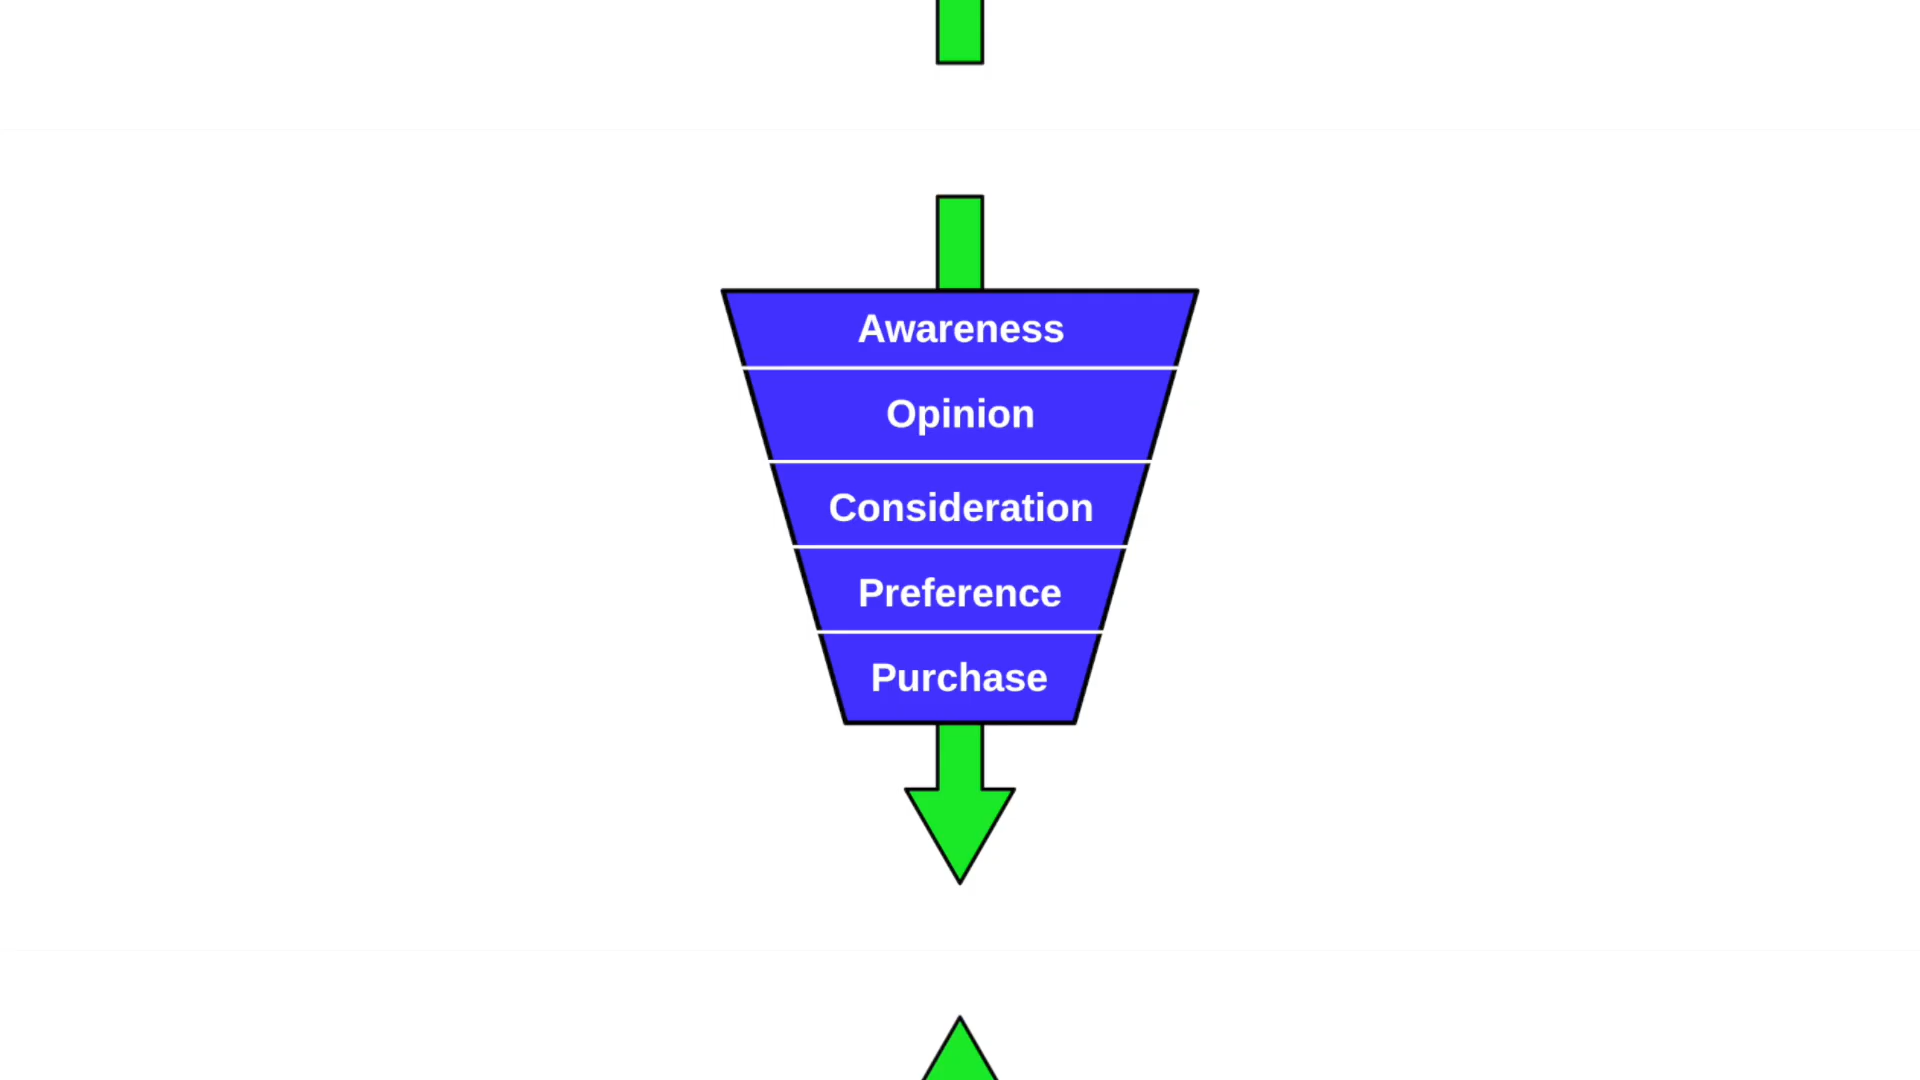 Awareness
Opinion
Consideration
Preference
Purchase